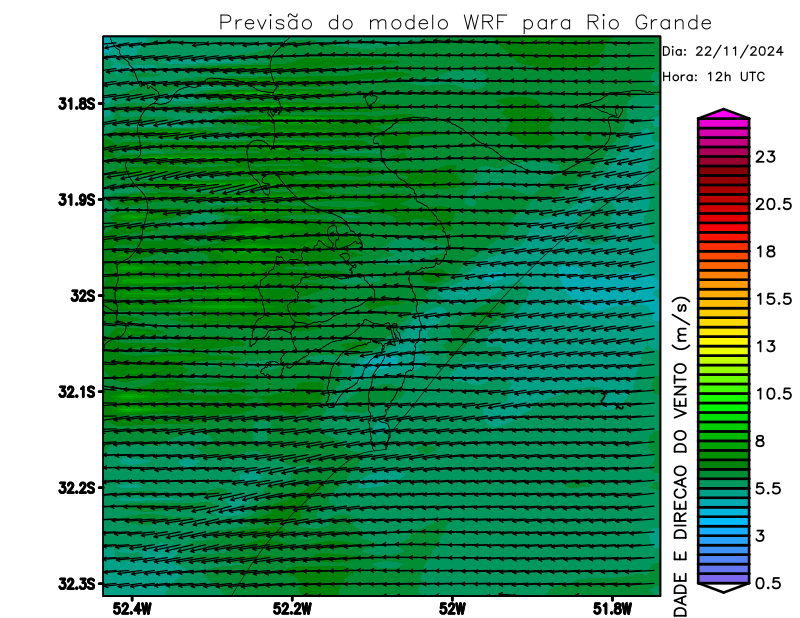 Previsão do modelo WRF para Rio Grande
Dia: 22/11/2024
Hora: 12h UTC
31.8S
31.9S
32S
32.1S
32.2S
32.3S
52.4W
52.2W
52W
51.8W
23
20.5
18
15.5
13
10.5
8
5.5
3
0.5
DADE E DIRECAO DO VENTO (m/s)